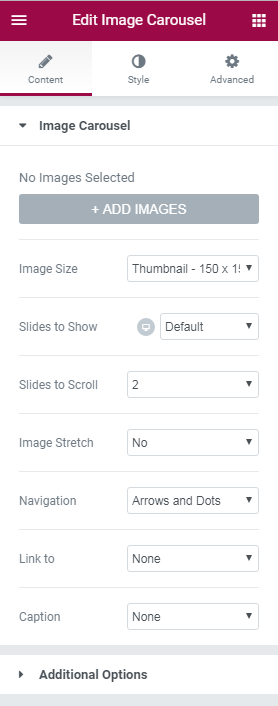 Edit Image Carousel
Content Style Advanced
Image Carousel
No Images Selected
+ ADD IMAGES
Image Size Thumbnail - 150 x 15
Slides to Show Default
Slides to Scroll 2
Image Stretch No
Navigation Arrows and Dots
Link to None
Caption None
Additional Options